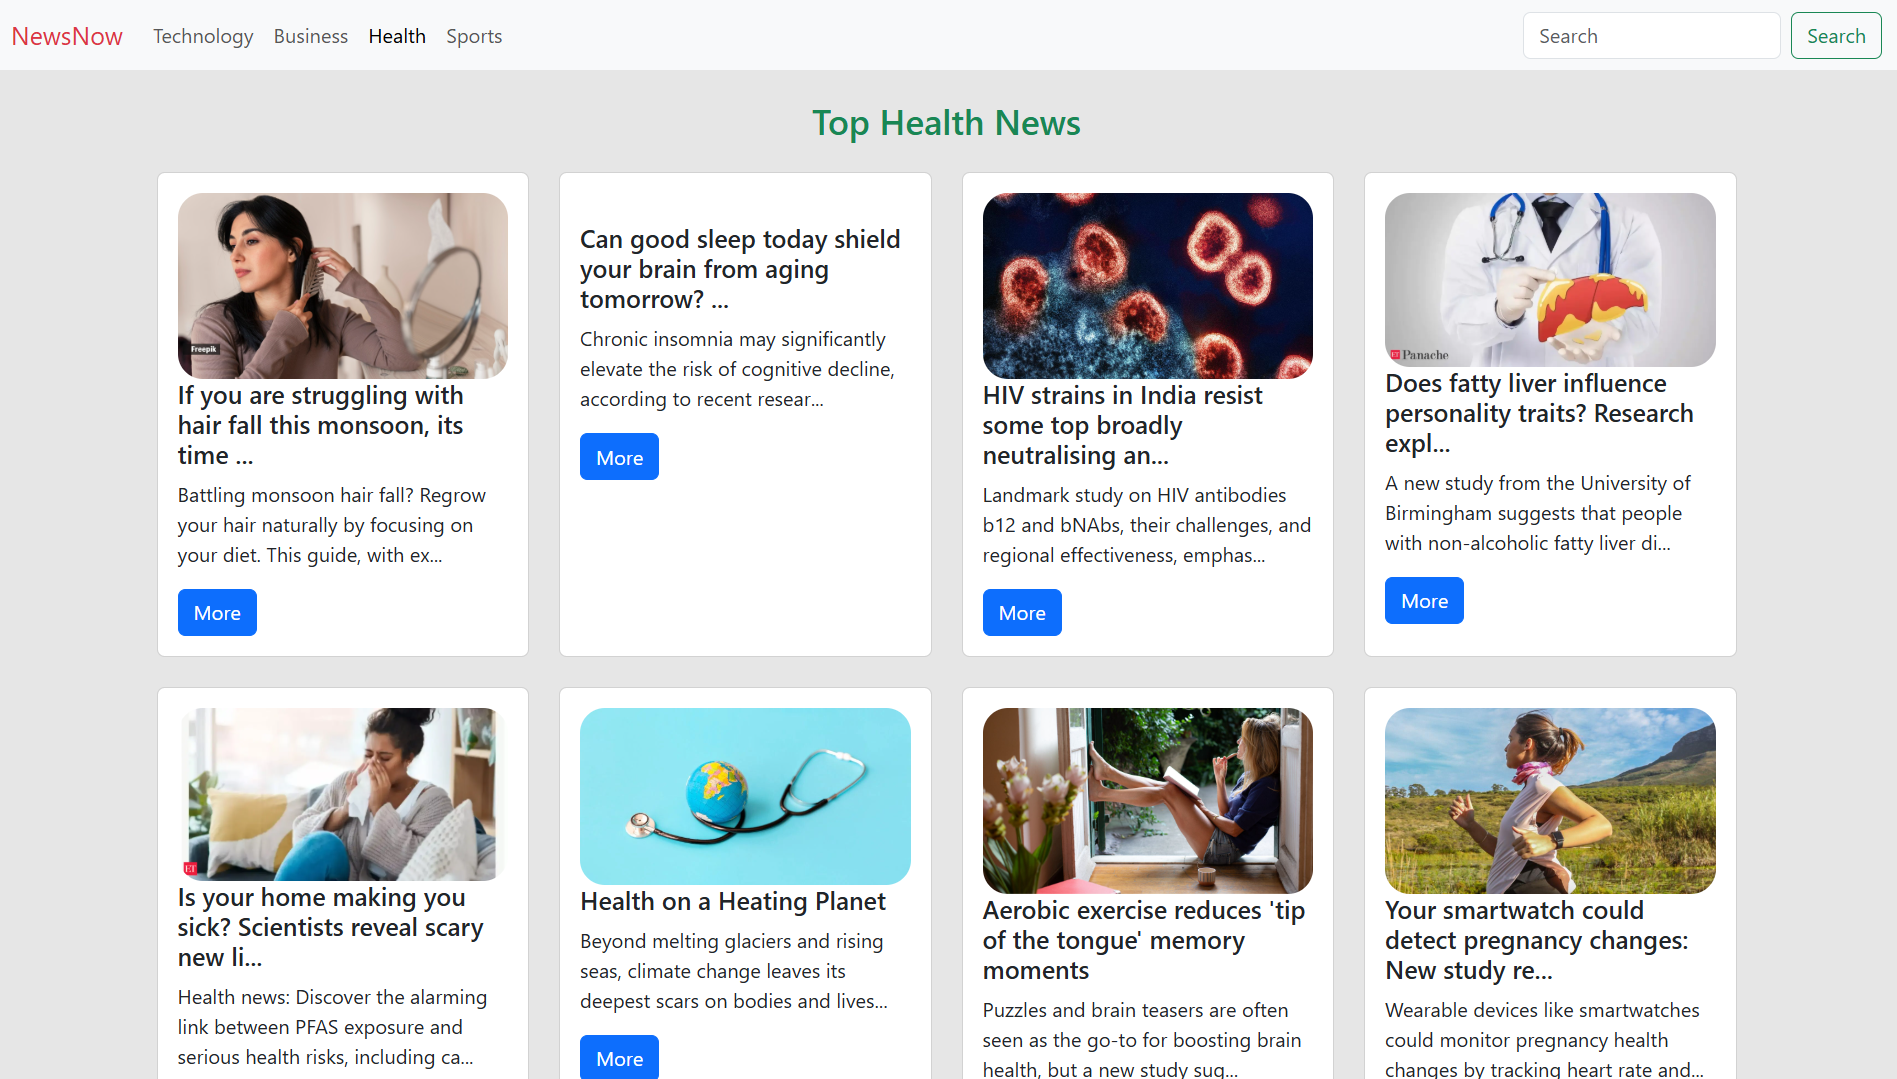 NewsNow
Technology
Business
Health
Sports
Search
Search
Top Health News
Freepik
If you are struggling with
hair fall this monsoon, its
time ...
Battling monsoon hair fall? Regrow
your hair naturally by focusing on
your diet. This guide, with ex...
More
Can good sleep today shield
your brain from aging
tomorrow? ...
Chronic insomnia may significantly
elevate the risk of cognitive decline,
according to recent resear...
More
HIV strains in India resist
some top broadly
neutralising an...
Landmark study on HIV antibodies
b12 and bNAbs, their challenges, and
regional effectiveness, emphas...
More
ET Panache
Does fatty liver influence
personality traits? Research
expl...
A new study from the University of
Birmingham suggests that people
with non-alcoholic fatty liver di...
More
ET
Is your home making you
sick? Scientists reveal scary
new li...
Health news: Discover the alarming
link between PFAS exposure and
serious health risks, including ca...
Health on a Heating Planet
Beyond melting glaciers and rising
seas, climate change leaves its
deepest scars on bodies and lives...
More
Aerobic exercise reduces 'tip
of the tongue' memory
moments
Puzzles and brain teasers are often
seen as the go-to for boosting brain
health, but a new study sug...
Your smartwatch could
detect pregnancy changes:
New study re...
Wearable devices like smartwatches
could monitor pregnancy health
changes by tracking heart rate and...